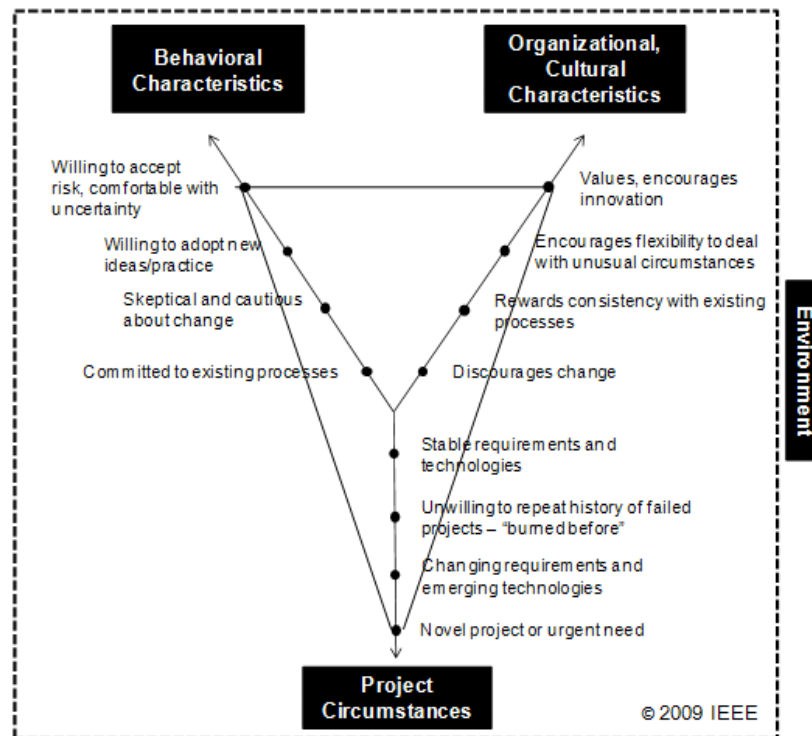 Behavioral
Characteristics
Organizational,
Cultural
Characteristics
Willing to accept
risk, comfortable with
uncertainty
Values, encourages
innovation
Willing to adopt new
ideas/practice
Encourages flexibility to deal
with unusual circumstances
Skeptical and cautious
about change
Rewards consistency with existing
processes
Committed to existing processes
Discourages change
Environment
Stable requirements and
technologies
Unwilling to repeat history of failed
projects – “burned before”
Changing requirements and
emerging technologies
Novel project or urgent need
Project
Circumstances
© 2009 IEEE